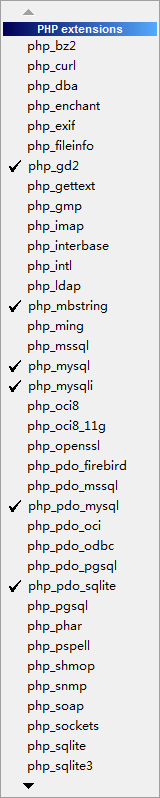 PHP extensions
php_bz2
php_curl
php_dba
php_enchant
php_exif
php_fileinfo
php_gd2
php_gettext
php_gmp
php_imap
php_interbase
php_intl
php_ldap
php_mbstring
php_ming
php_mssql
php_mysql
php_mysqli
php_oci8
php_oci8_11g
php_openssl
php_pdo_firebird
php_pdo_mssql
php_pdo_mysql
php_pdo_oci
php_pdo_odbc
php_pdo_pgsql
php_pdo_sqlite
php_pgsql
php_phar
php_pspell
php_shmop
php_snmp
php_soap
php_sockets
php_sqlite
php_sqlite3